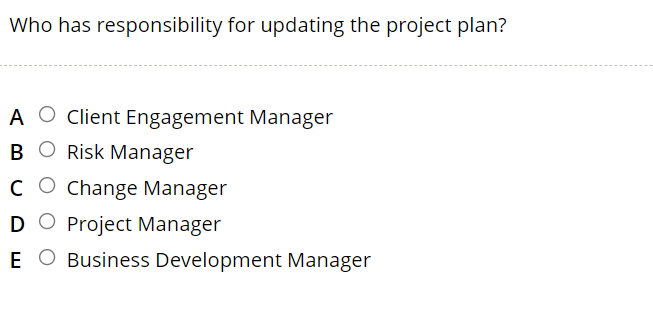 Who has responsibility for updating the project plan?
A Client Engagement Manager
B Risk Manager
C Change Manager
D Project Manager
E Business Development Manager